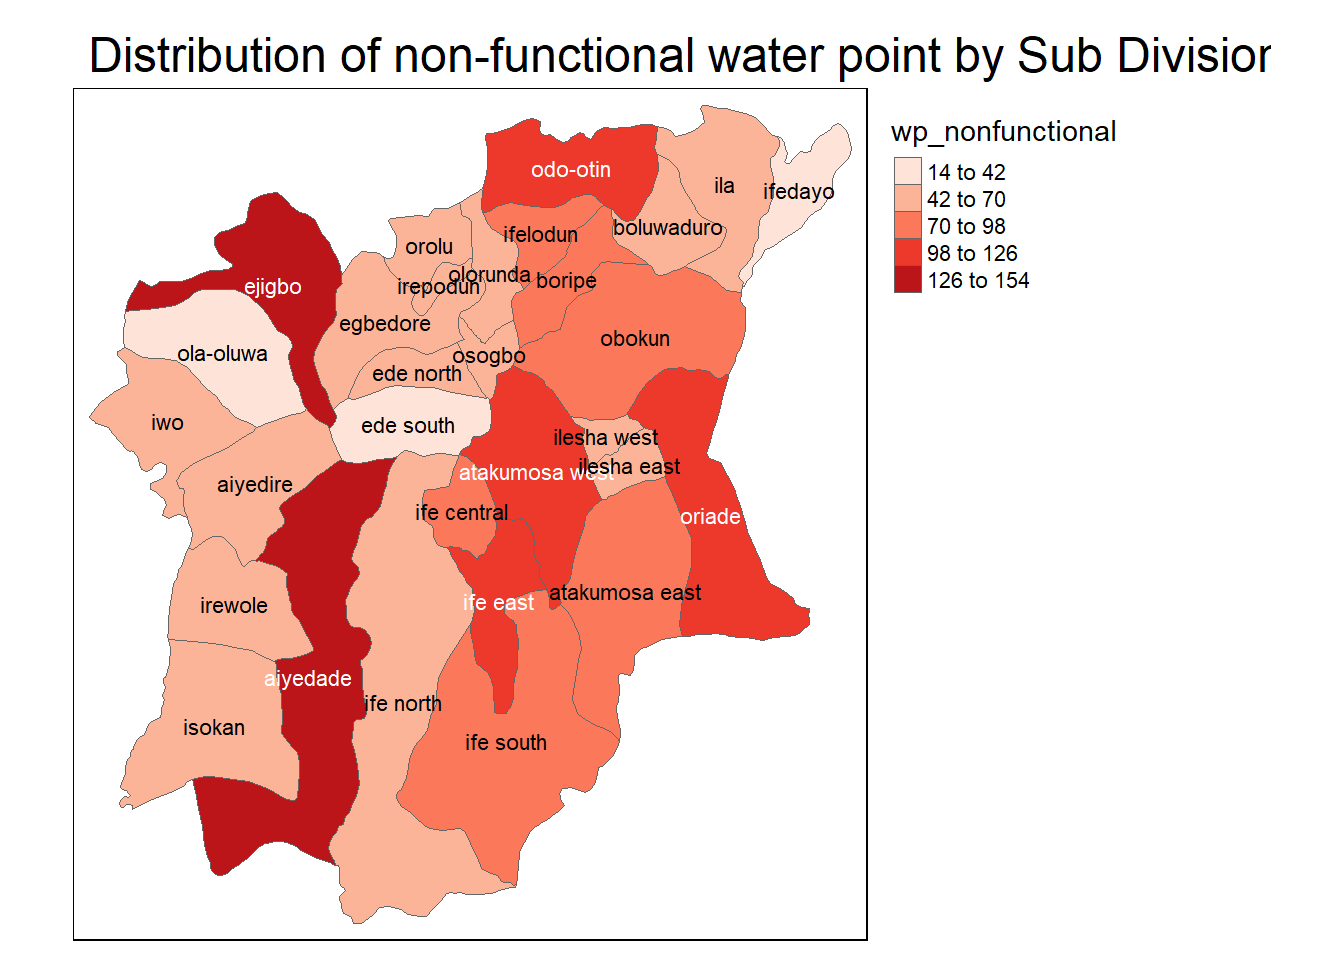 Distribution of non-functional water point by Sub Division
wp_nonfunctional
14 to 42
42 to 70
70 to 98
98 to 126
126 to 154
odo-otin
ila
ifedayo
boluwaduro
ifelodun
orolu
olorunda
irepodun
boripe
ejigbo
egbedore
obokun
ola-oluwa
osogbo
ede north
iwo
ede south
ilesha west
ilesha east
atakumosa west
aiyedire
ife central
oriade
atakumosa east
ife east
irewole
aiyedade
ife north
isokan
ife south